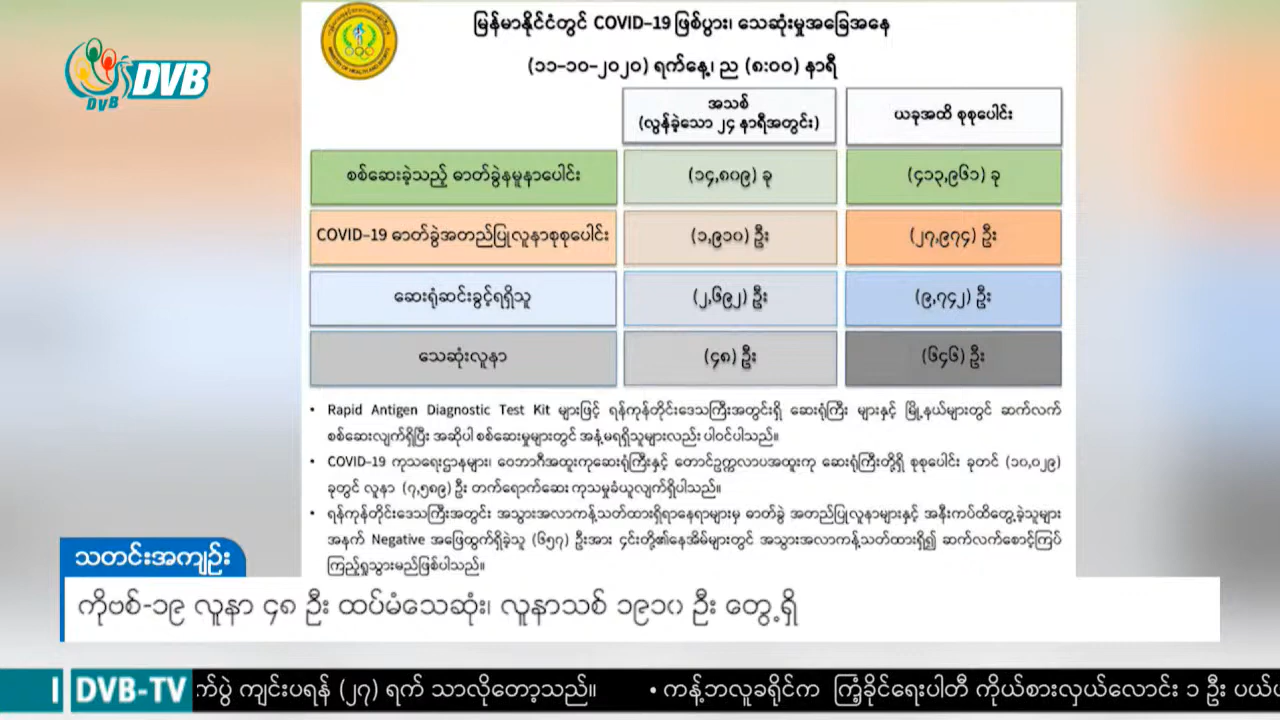 မြန်မာနိုင်ငံတွင် COVID-19 ဖြစ်ပွား၊ သေဆုံးမှုအခြေအနေ
(၁၁-၁၀-၂၀၂၀) ရက်နေ့၊ ည (၈:၀၀) နာရီ
DVB
DVB
အသစ်
(လွန်ခဲ့သော ၂၄ နာရီအတွင်း)
ယခုအထိ စုစုပေါင်း
စစ်ဆေးခဲ့သည့် ဓာတ်ခွဲနမူနာပေါင်း (၁၄,၈၀၉) ခု (၄၁၃,၉၆၁) ခု
COVID-19 ဓာတ်ခွဲအတည်ပြုလူနာစုစုပေါင်း (၁,၉၁၀) ဦး (၂၇,၉၇၄) ဦး
ဆေးရုံဆင်းခွင့်ရရှိသူ (၂,၆၉၂) ဦး (၉,၇၄၂) ဦး
သေဆုံးလူနာ (၄၈) ဦး (၆၄၆) ဦး
• Rapid Antigen Diagnostic Test Kit များဖြင့် ရန်ကုန်တိုင်းဒေသကြီးအတွင်းရှိ ဆေးရုံကြီး များနှင့် မြို့နယ်များတွင် ဆက်လက်
စစ်ဆေးလျက်ရှိပြီး အဆိုပါ စစ်ဆေးမှုများတွင် အနံ့မရရှိသူများလည်း ပါဝင်ပါသည်။
• COVID-19 ကုသရေးဌာနများ၊ ဝေဘာဂီအထူးကုဆေးရုံကြီးနှင့် တောင်ဥက္ကလာပအထူးကု ဆေးရုံကြီးတို့ရှိ စုစုပေါင်း ခုတင် (၁၀,၀၂၉)
ခုတွင် လူနာ (၇,၅၈၉) ဦး တက်ရောက်ဆေး ကုသမှုခံယူလျက်ရှိပါသည်။
• ရန်ကုန်တိုင်းဒေသကြီးအတွင်း အသွားအလာကန့်သတ်ထားရှိရာနေရာများမှ ဓာတ်ခွဲ အတည်ပြုလူနာများနှင့် အနီးကပ်ထိတွေ့ခဲ့သူများ
အနက် Negative အဖြေထွက်ရှိခဲ့သူ (၆၅၇) ဦးအား ၄င်းတို့၏နေအိမ်များတွင် အသွားအလာကန့်သတ်ထားရှိ၍ ဆက်လက်စောင့်ကြပ်
ကြည့်ရှုသွားမည်ဖြစ်ပါသည်။
သတင်းအကျဉ်း
ကိုဗစ်-၁၉ လူနာ ၄၈ ဦး ထပ်မံသေဆုံး၊ လူနာသစ် ၁၉၁၀ ဦး တွေ့ရှိ
DVB-TV က်ပွဲ ကျင်းပရန် (၂၇) ရက် သာလိုတော့သည်။ • ကန့်ဘလူခရိုင်က ကြံ့ခိုင်ရေးပါတီ ကိုယ်စားလှယ်လောင်း ၁ ဦး ပယ်